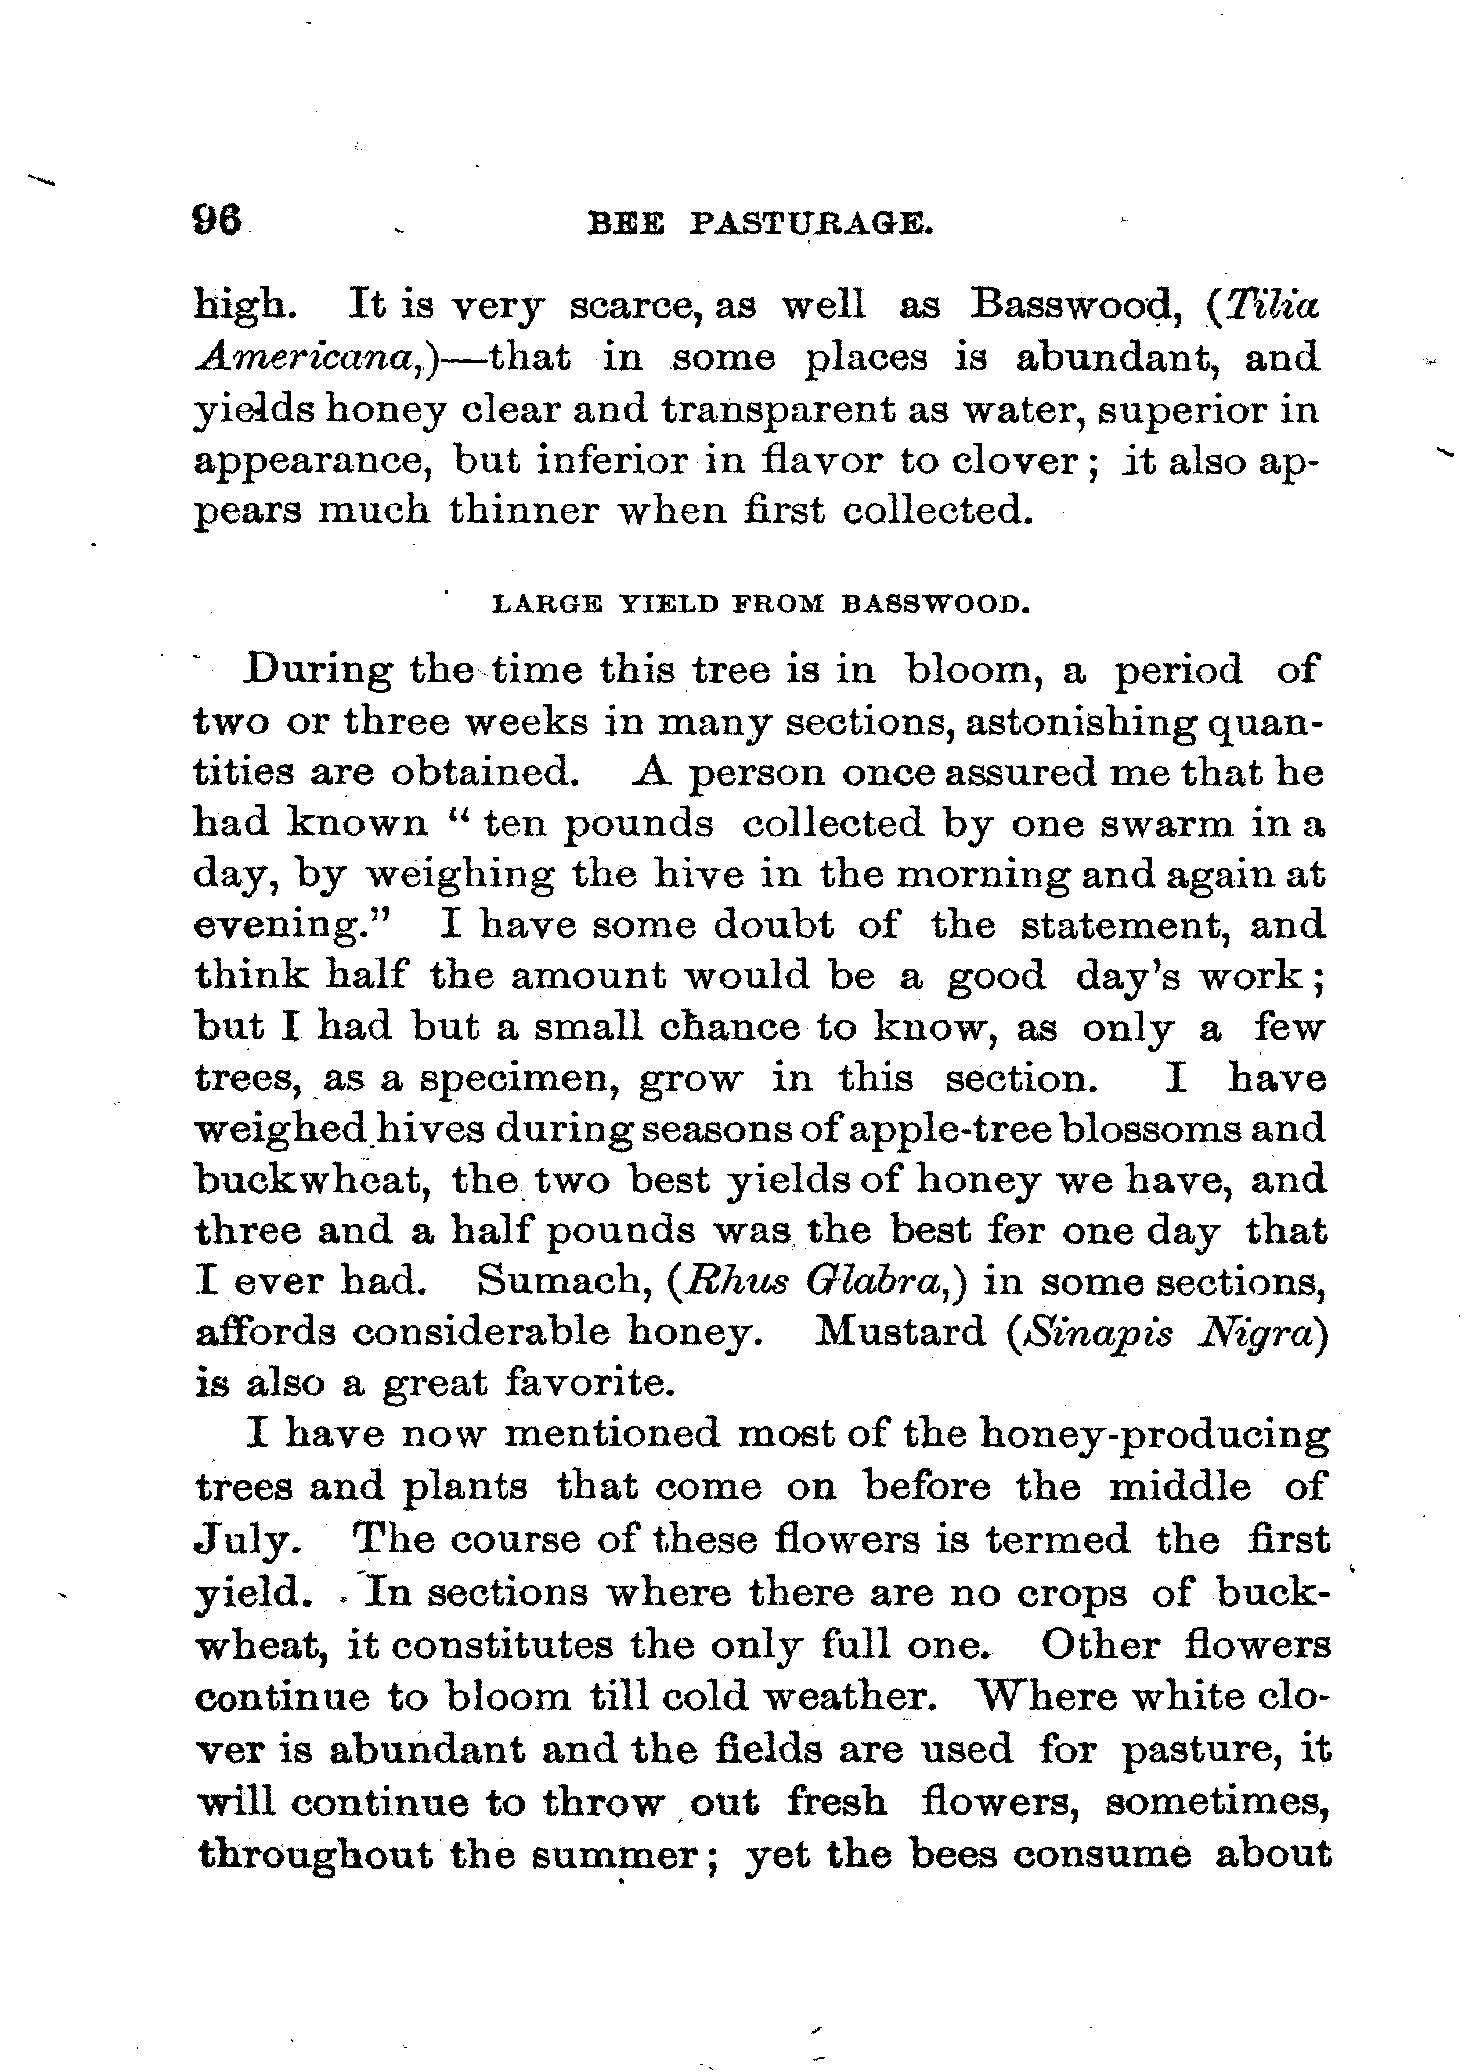 96 BEE PASTURAGE.
high. It is very scarce, as well as Basswood, (Tilia
Americana,)—that in some places is abundant, and
yields honey clear and transparent as water, superior in
appearance, but inferior in flavor to clover; it also ap-
pears much thinner when first collected.
LARGE YIELD FROM BASSWOOD.
During the time this tree is in bloom, a period of
two or three weeks in many sections, astonishing quan-
tities are obtained. A person once assured me that he
had known “ ten pounds collected by one swarm in a
day, by weighing the hive in the morning and again at
evening.” I have some doubt of the statement, and
think half the amount would be a good day's work;
but I had but a small chance to know, as only a few
trees, as a specimen, grow in this section. I have
weighed hives during seasons of apple-tree blossoms and
buckwheat, the two best yields of honey we have, and
three and a half pounds was the best for one day that
I ever had. Sumach, (Rhus Glabra,) in some sections,
affords considerable honey. Mustard (Sinapis Nigra)
is also a great favorite.
I have now mentioned most of the honey-producing
trees and plants that come on before the middle of
July. The course of these flowers is termed the first
yield. In sections where there are no crops of buck-
wheat, it constitutes the only full one. Other flowers
continue to bloom till cold weather. Where white clo-
ver is abundant and the fields are used for pasture, it
will continue to throw out fresh flowers, sometimes,
throughout the summer; yet the bees consume about